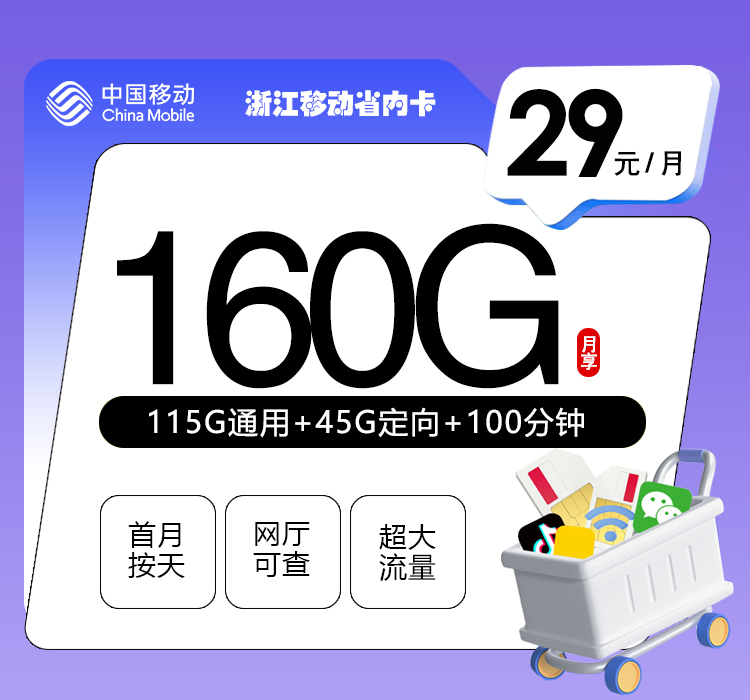 中国移动
China Mobile
浙江移动省内卡
29元/月
160G
月享
115G通用+45G定向+100分钟
首月
按天
网厅
可查
超大
流量